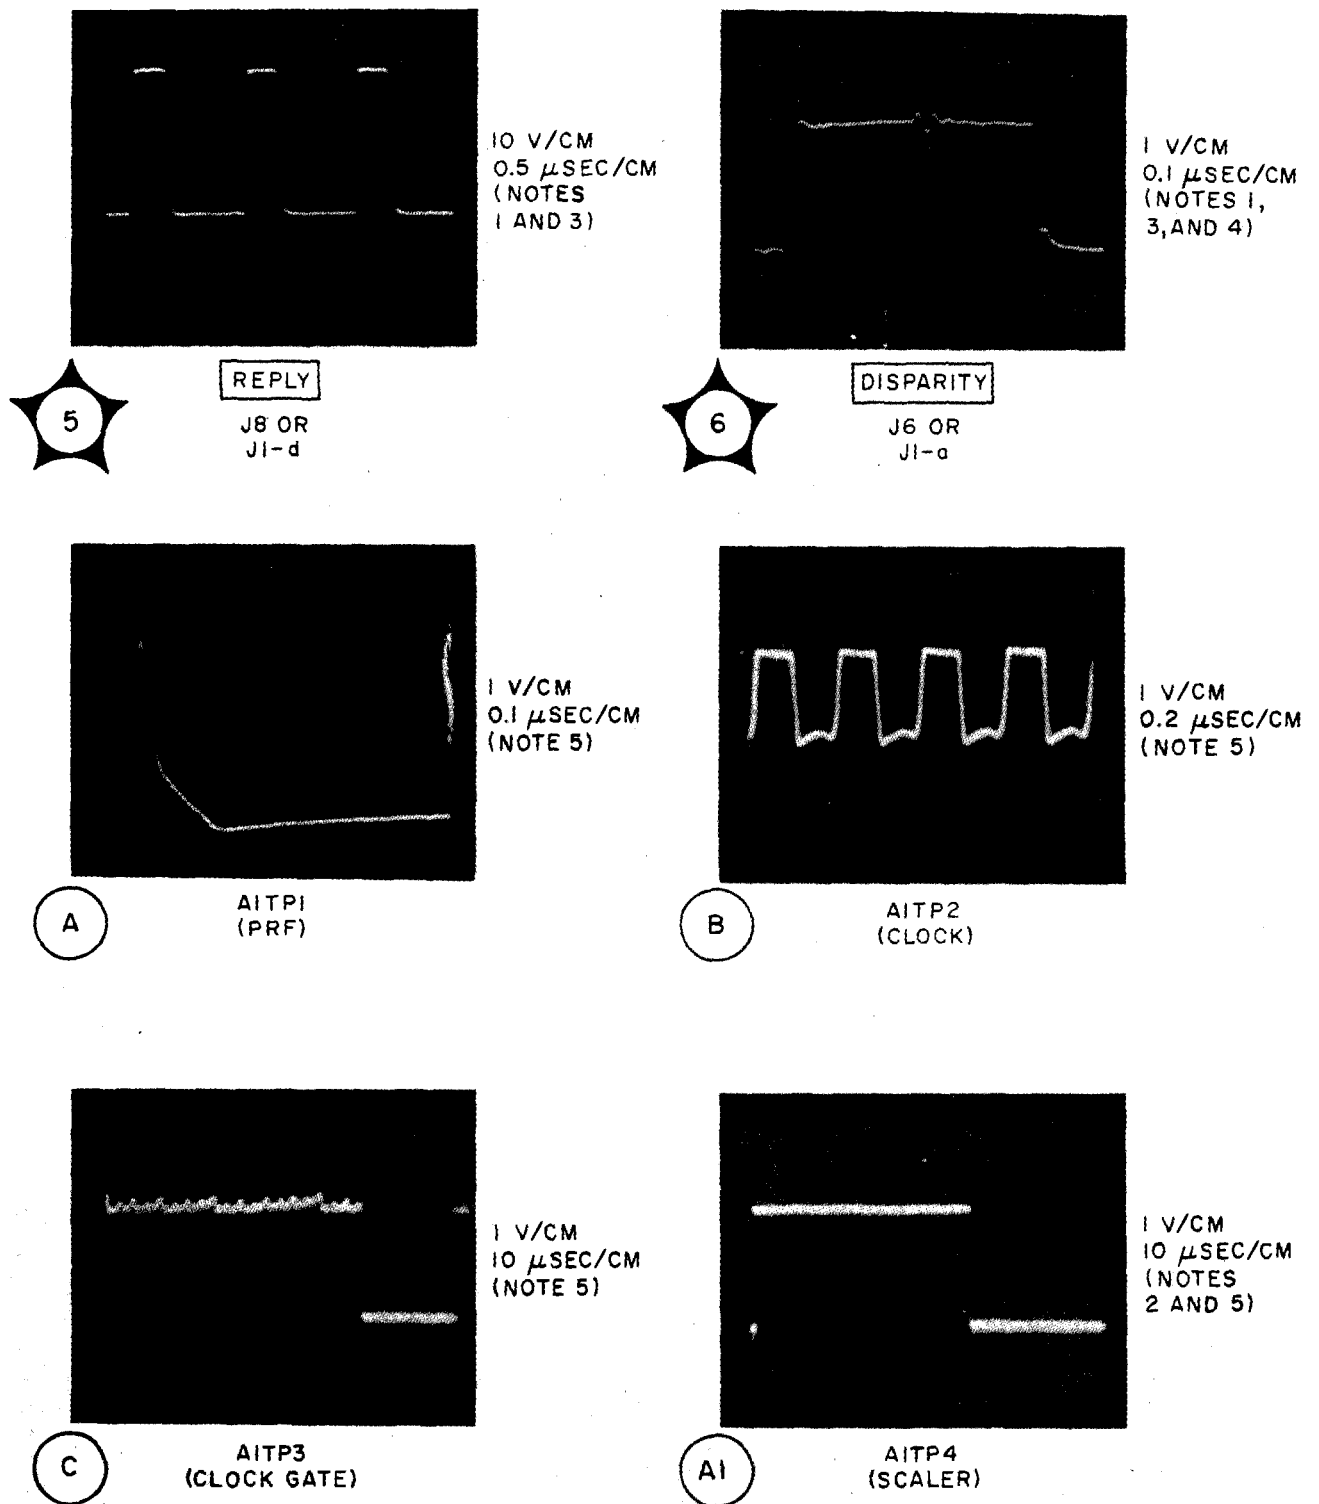 10 V/CM
0.5 μSEC/CM
(NOTES
1 AND 3)
REPLY
5
J8 OR
J1-d
1 V/CM
0.1 μSEC/CM
(NOTES 1,
3, AND 4)
DISPARITY
6
J6 OR
J1-a
1 V/CM
0.1 μSEC/CM
(NOTE 5)
A
A1TP1
(PRF)
1 V/CM
0.2 μSEC/CM
(NOTE 5)
B
A1TP2
(CLOCK)
1 V/CM
10 μSEC/CM
(NOTE 5)
C
A1TP3
(CLOCK GATE)
1 V/CM
10 μSEC/CM
(NOTES
2 AND 5)
A1
A1TP4
(SCALER)